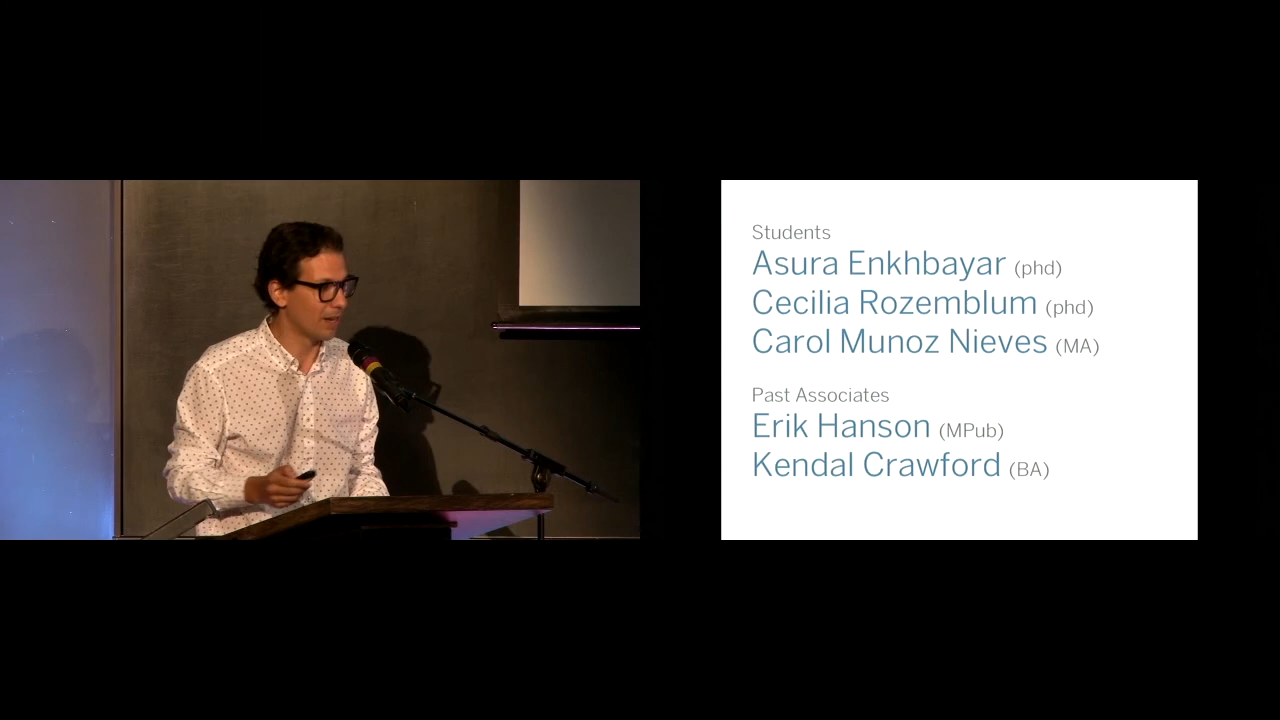 Students
Asura Enkhbayar (phd)
Cecilia Rozemblum (phd)
Carol Munoz Nieves (MA)
Past Associates
Erik Hanson (MPub)
Kendal Crawford (BA)